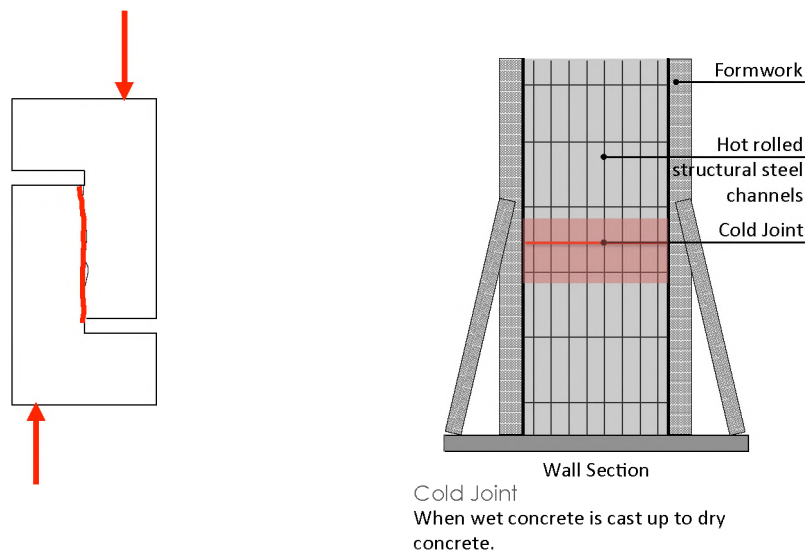 Formwork
Hot rolled
structural steel
channels
Cold Joint
Wall Section
Cold Joint
When wet concrete is cast up to dry
concrete.